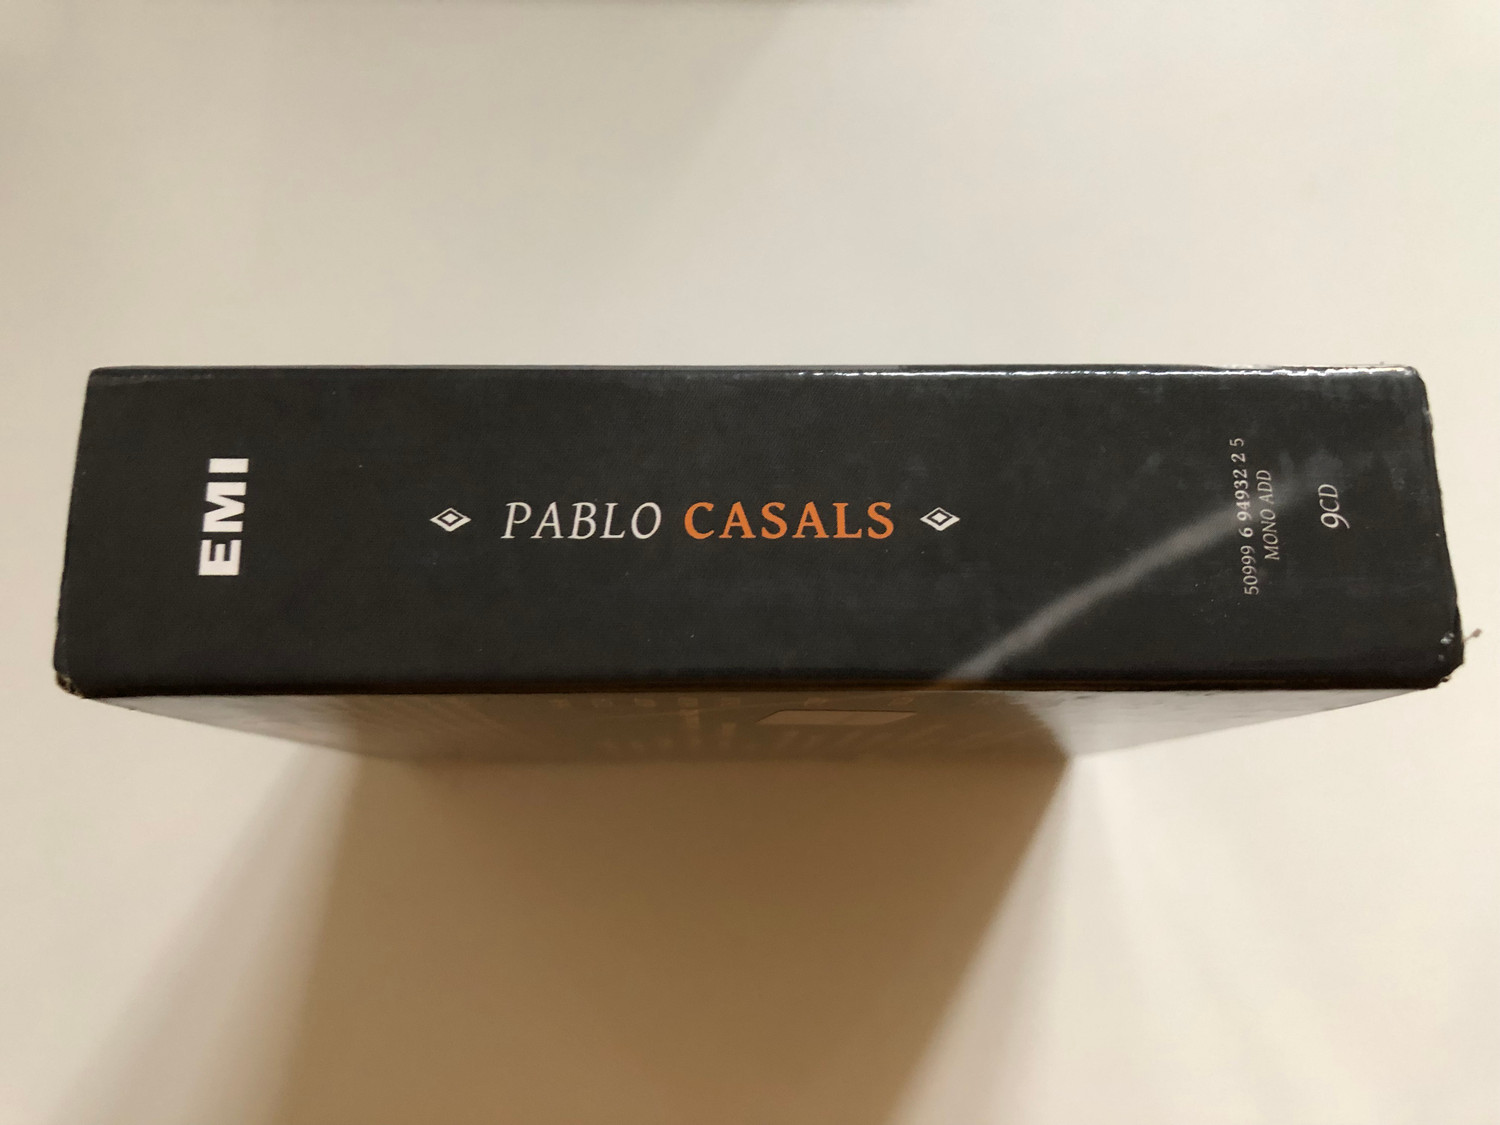 EMI
PABLO CASALS
50999 6 94932 2 5
MONO ADD
9CD